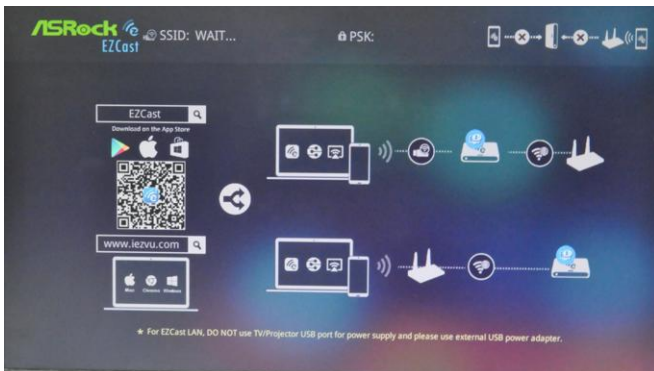 ASRock
EZCast
SSID: WAIT...
PSK:
EZCast
Download on the App Store
www.iezvu.com
Mac Chrome Windows
★ For EZCast LAN, DO NOT use TV/Projector USB port for power supply and please use external USB power adapter.